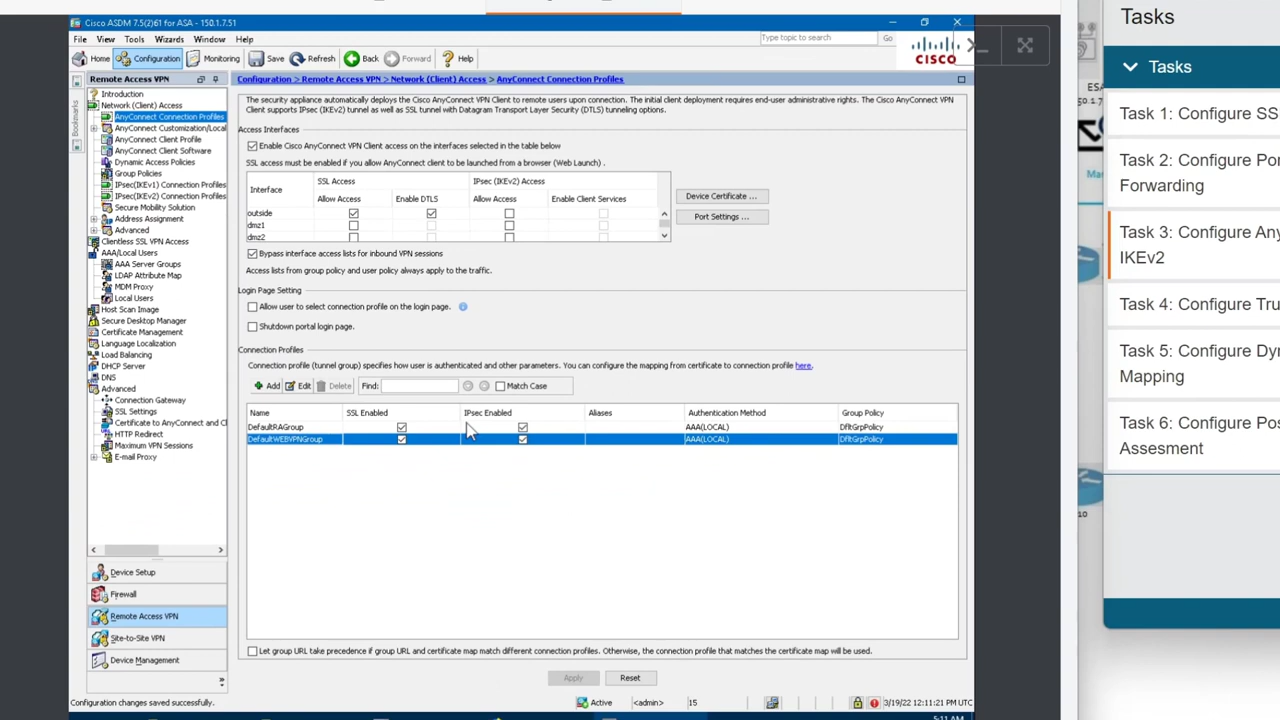 Cisco ASDM 7.5(2)61 for ASA - 150.1.7.51
File View Tools Wizards Window Help
Type topic to search
Go
Home
Configuration
Monitoring
Save
Refresh
Back
Forward
Help
CISCO
Bookmarks
Remote Access VPN
Introduction
Network (Client) Access
AnyConnect Connection Profiles
AnyConnect Customization/Local
AnyConnect Client Profile
AnyConnect Client Software
Dynamic Access Policies
Group Policies
IPsec(IKEv1) Connection Profiles
IPsec(IKEv2) Connection Profiles
Secure Mobility Solution
Address Assignment
Advanced
Clientless SSL VPN Access
AAA/Local Users
AAA Server Groups
LDAP Attribute Map
MDM Proxy
Local Users
Host Scan Image
Secure Desktop Manager
Certificate Management
Language Localization
Load Balancing
DHCP Server
DNS
Advanced
Connection Gateway
SSL Settings
Certificate to AnyConnect and Cl
HTTP Redirect
Maximum VPN Sessions
E-mail Proxy
Device Setup
Firewall
Remote Access VPN
Site-to-Site VPN
Device Management
Configuration > Remote Access VPN > Network (Client) Access > AnyConnect Connection Profiles
The security appliance automatically deploys the Cisco AnyConnect VPN Client to remote users upon connection. The initial client deployment requires end-user administrative rights. The Cisco AnyConnect VPN
Client supports IPsec (IKEv2) tunnel as well as SSL tunnel with Datagram Transport Layer Security (DTLS) tunneling options.
Access Interfaces
Enable Cisco AnyConnect VPN Client access on the interfaces selected in the table below
SSL access must be enabled if you allow AnyConnect client to be launched from a browser (Web Launch) .
Interface
SSL Access
IPsec (IKEv2) Access
Allow Access
Enable DTLS
Allow Access
Enable Client Services
outside
dmz1
dmz2
Device Certificate ...
Port Settings ...
Bypass interface access lists for inbound VPN sessions
Access lists from group policy and user policy always apply to the traffic.
Login Page Setting
Allow user to select connection profile on the login page.
Shutdown portal login page.
Connection Profiles
Connection profile (tunnel group) specifies how user is authenticated and other parameters. You can configure the mapping from certificate to connection profile here.
Add
Edit
Delete
Find:
Match Case
Name SSL Enabled IPsec Enabled Aliases Authentication Method Group Policy
DefaultRAGroup AAA(LOCAL) DfltGrpPolicy
DefaultWEBVPNGroup AAA(LOCAL) DfltGrpPolicy
Let group URL take precedence if group URL and certificate map match different connection profiles. Otherwise, the connection profile that matches the certificate map will be used.
Apply
Reset
Configuration changes saved successfully.
Active
<admin>
15
3/19/22 12:11:21 PM UTC
5:11 AM
Tasks
Tasks
Task 1: Configure SS
Task 2: Configure Por
Forwarding
Task 3: Configure Any
IKEv2
Task 4: Configure Tru
Task 5: Configure Dy
Mapping
Task 6: Configure Pos
Assesment
ESA
50.1.7
Ma
10